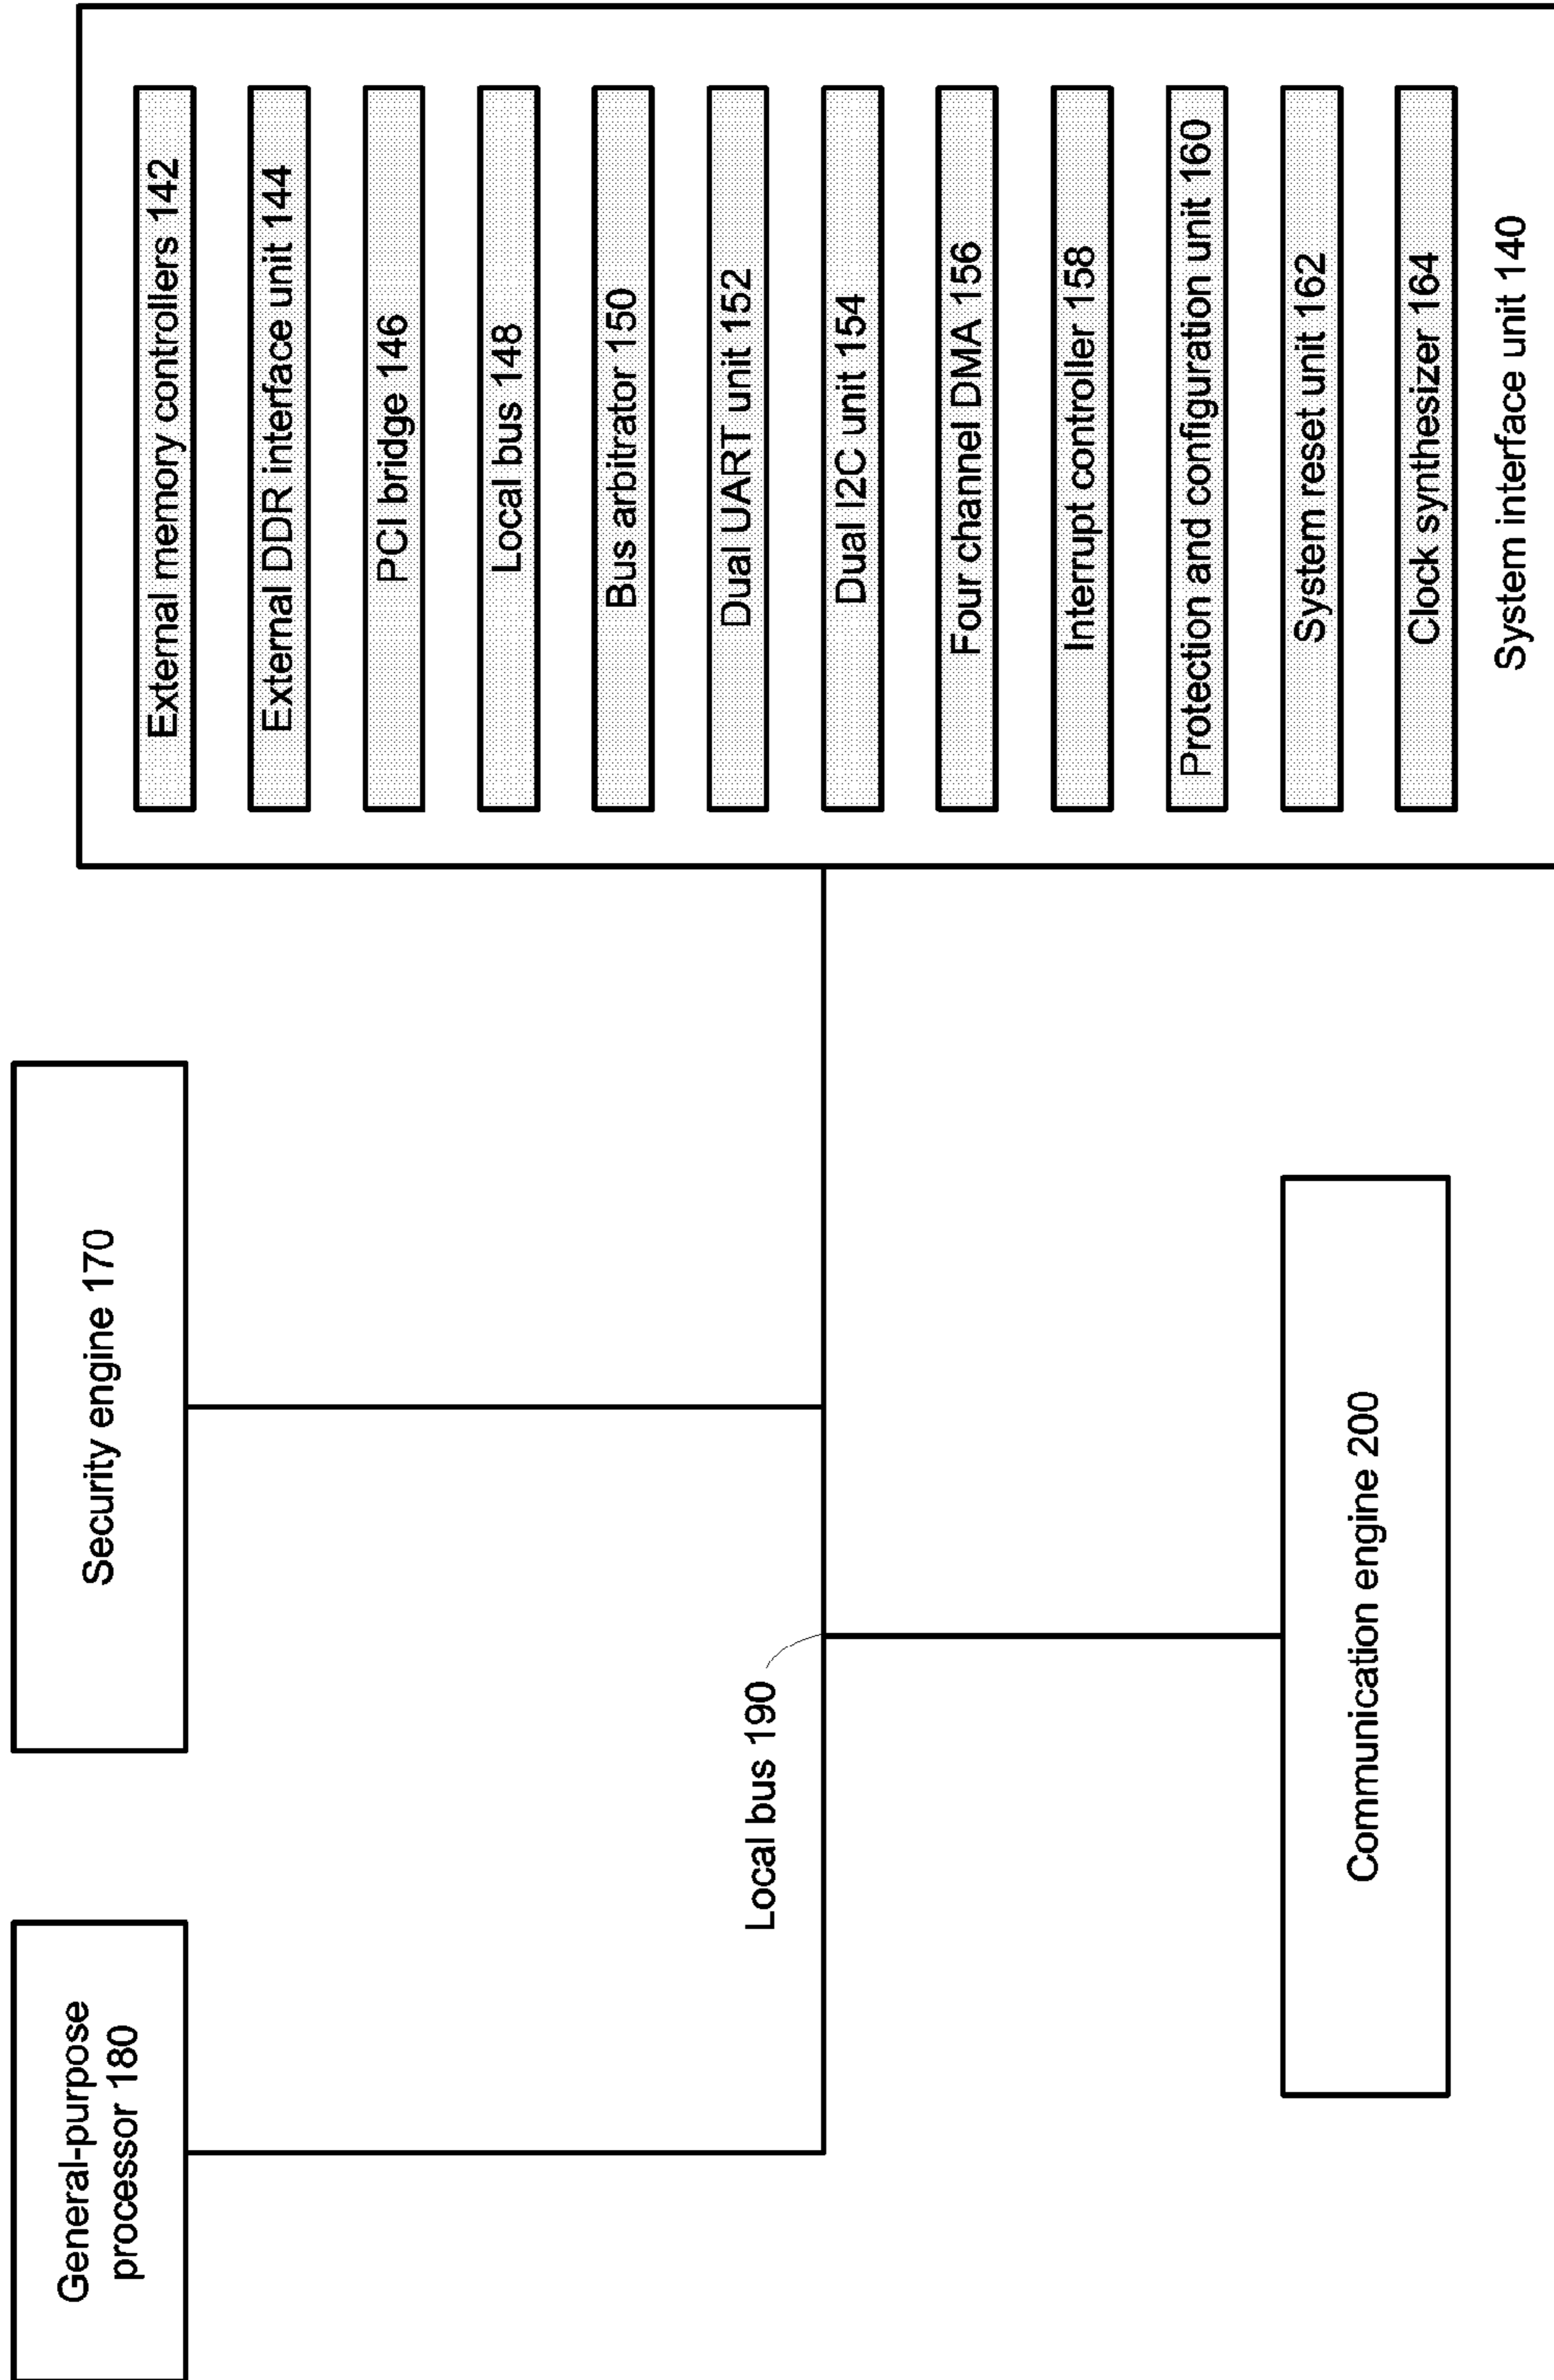 General-purpose
processor 180
Security engine 170
Local bus 190
Communication engine 200
External memory controllers 142
External DDR interface unit 144
PCI bridge 146
Local bus 148
Bus arbitrator 150
Dual UART unit 152
Dual I2C unit 154
Four channel DMA 156
Interrupt controller 158
Protection and configuration unit 160
System reset unit 162
Clock synthesizer 164
System interface unit 140